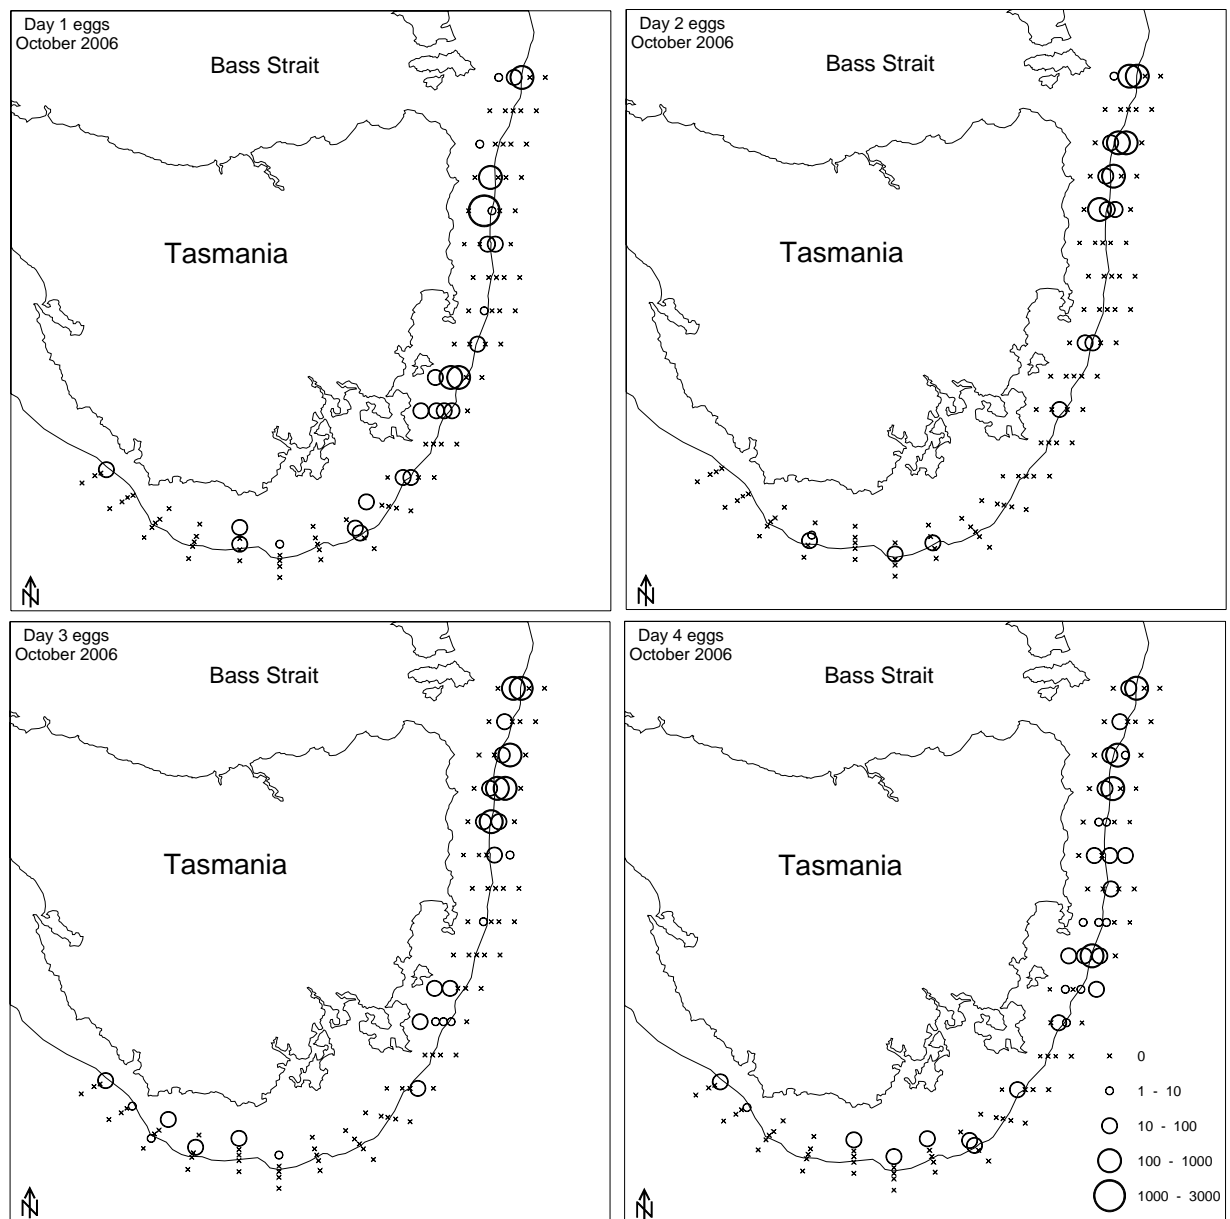 Day 1 eggs
October 2006
Bass Strait
Tasmania
N
Day 2 eggs
October 2006
Bass Strait
Tasmania
N
Day 3 eggs
October 2006
Bass Strait
Tasmania
N
Day 4 eggs
October 2006
Bass Strait
Tasmania
0
1 - 10
10 - 100
100 - 1000
1000 - 3000
N